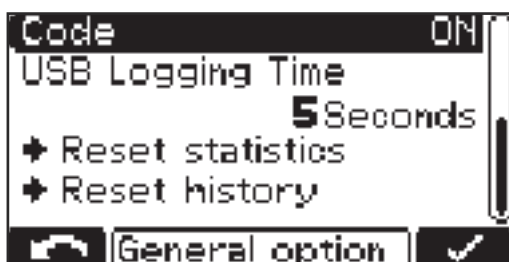 Code ON
USB Logging Time
5 Seconds
Reset statistics
Reset history
General option